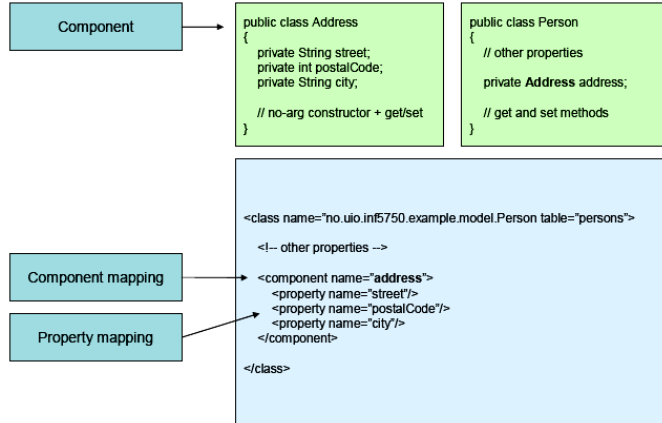 Component
public class Address
{
private String street;
private int postalCode;
private String city;
// no-arg constructor + get/set
}
public class Person
{
// other properties
private Address address;
// get and set methods
}
<class name="no.uio.inf5750.example.model.Person table="persons">
<!-- other properties -->
Component mapping
<component name="address">
<property name="street"/>
<property name="postalCode"/>
<property name="city"/>
</component>
Property mapping
</class>